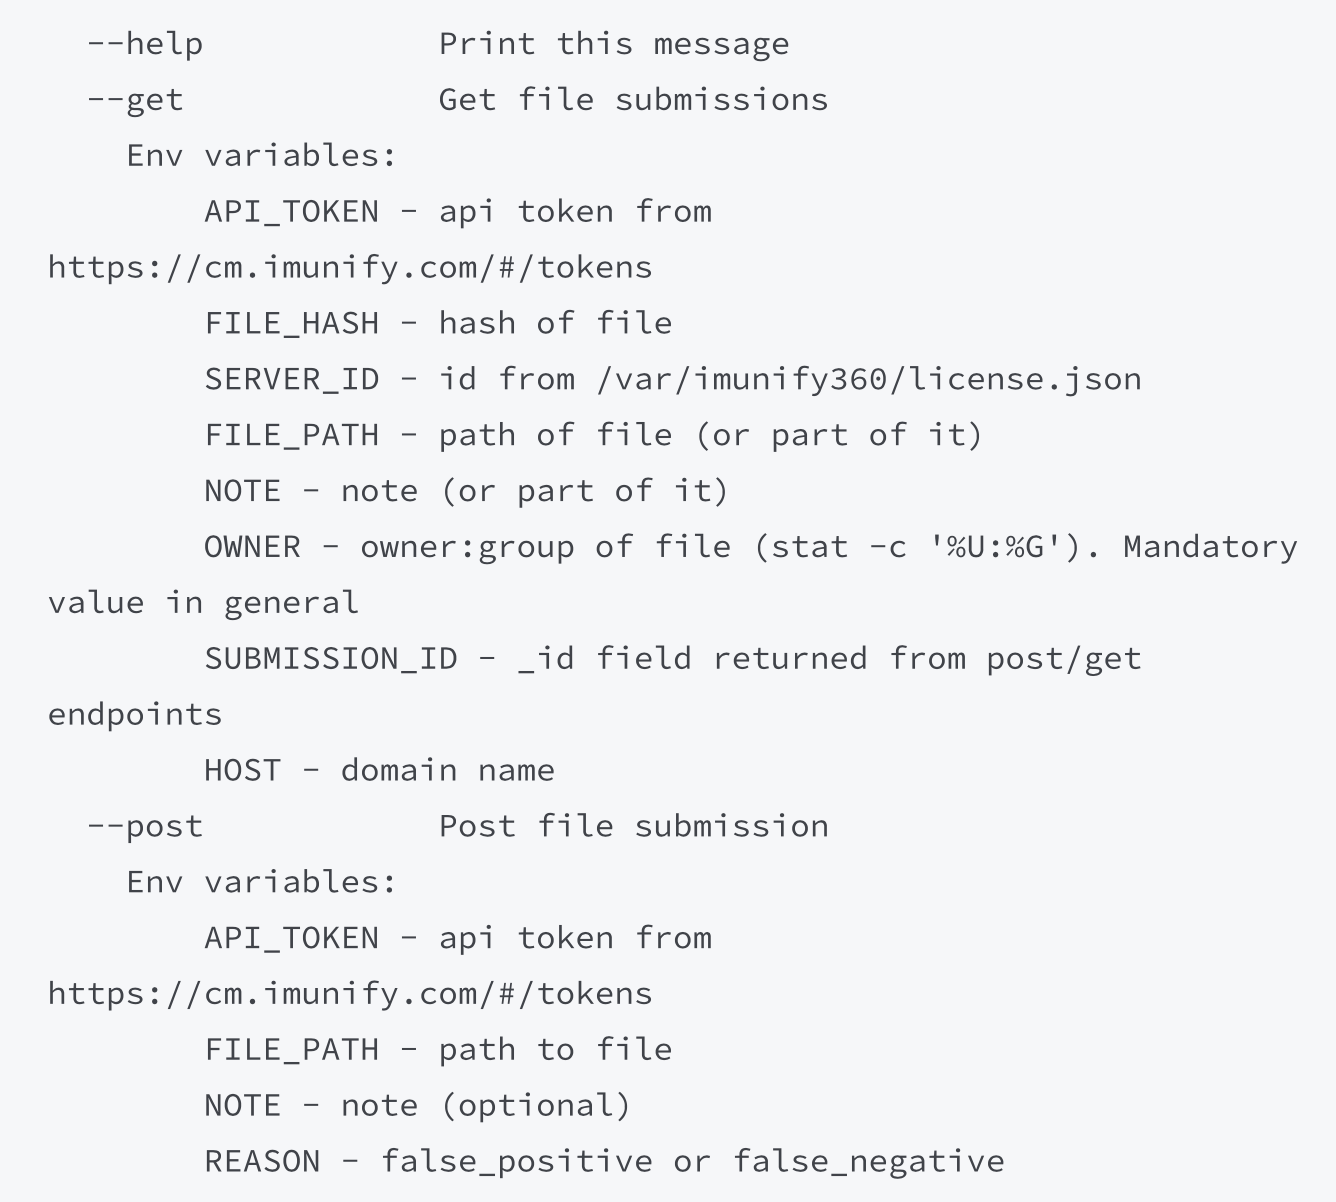 --help            Print this message
--get             Get file submissions
Env variables:
API_TOKEN - api token from
https://cm.imunify.com/#/tokens
FILE_HASH - hash of file
SERVER_ID - id from /var/imunify360/license.json
FILE_PATH - path of file (or part of it)
NOTE - note (or part of it)
OWNER - owner:group of file (stat -c '%U:%G'). Mandatory
value in general
SUBMISSION_ID - _id field returned from post/get
endpoints
HOST - domain name
--post            Post file submission
Env variables:
API_TOKEN - api token from
https://cm.imunify.com/#/tokens
FILE_PATH - path to file
NOTE - note (optional)
REASON - false_positive or false_negative